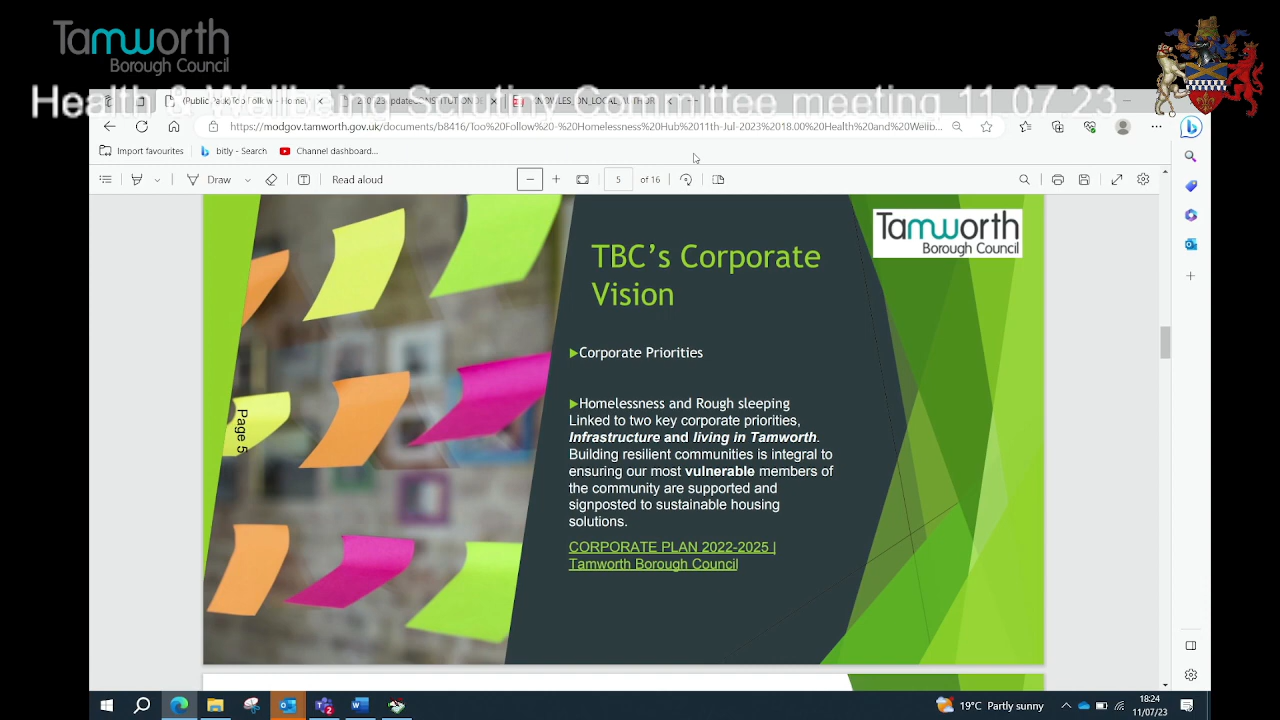 Tamworth
Borough Council
Health & Wellbeing Scrutiny Committee meeting 11.07.23
https://modgov.tamworth.gov.uk/documents/b8416/Too%20Follow%20-%20Homelessness%20Hub%2011th-Jul-2023%2018.00%20Health%20and%20Wellb...
Import favourites
bitly - Search
Channel dashboard...
Draw
Read aloud
5
of 16
Tamworth
Borough Council
TBC's Corporate
Vision
Corporate Priorities
Homelessness and Rough sleeping
Linked to two key corporate priorities,
Infrastructure and living in Tamworth.
Building resilient communities is integral to
ensuring our most vulnerable members of
the community are supported and
signposted to sustainable housing
solutions.
CORPORATE PLAN 2022-2025 |
Tamworth Borough Council
Page 5
19°C Partly sunny
18:24
11/07/23